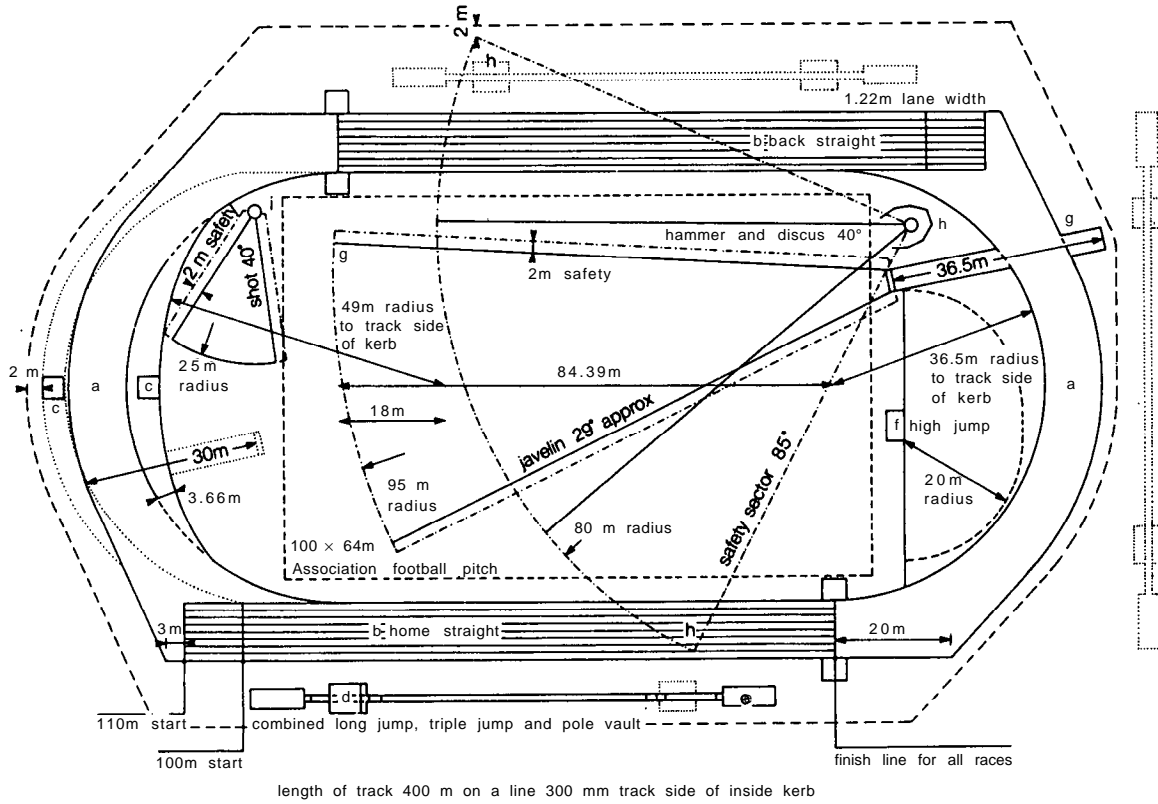 2 m
h
1.22m lane width
b-back straight
2 m safety
shot 40°
hammer and discus 40°
h
g
g
2m safety
36.5m
49m radius
to track side
of kerb
25m
radius
36.5m radius
to track side
of kerb
84.39m
2 m
a
c
c
a
18m
javelin 29° approx
f high jump
30m
20m
radius
3.66m
95 m
radius
safety sector 85°
80 m radius
100 × 64m
Association football pitch
3m
b-home straight
h
20m
d
e
110m start
combined long jump, triple jump and pole vault
100m start
finish line for all races
length of track 400 m on a line 300 mm track side of inside kerb